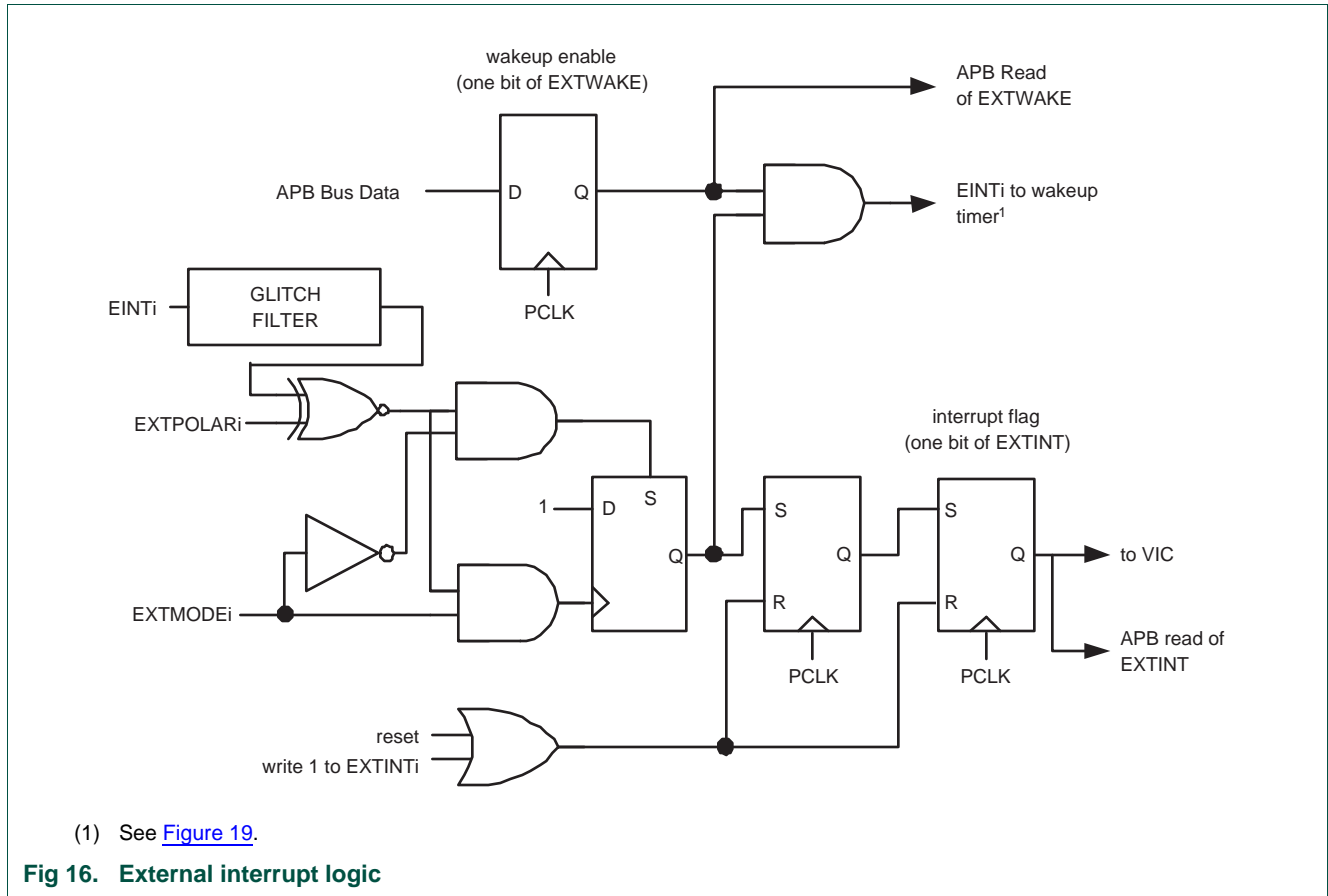 wakeup enable
(one bit of EXTWAKE)
APB Read
of EXTWAKE
APB Bus Data
D
Q
EINTi to wakeup
timer1
PCLK
EINTi
GLITCH
FILTER
EXTPOLARi
interrupt flag
(one bit of EXTINT)
1
D
S
Q
S
Q
R
S
Q
R
to VIC
EXTMODEi
PCLK
PCLK
APB read of
EXTINT
reset
write 1 to EXTINTi
(1) See Figure 19.
Fig 16. External interrupt logic